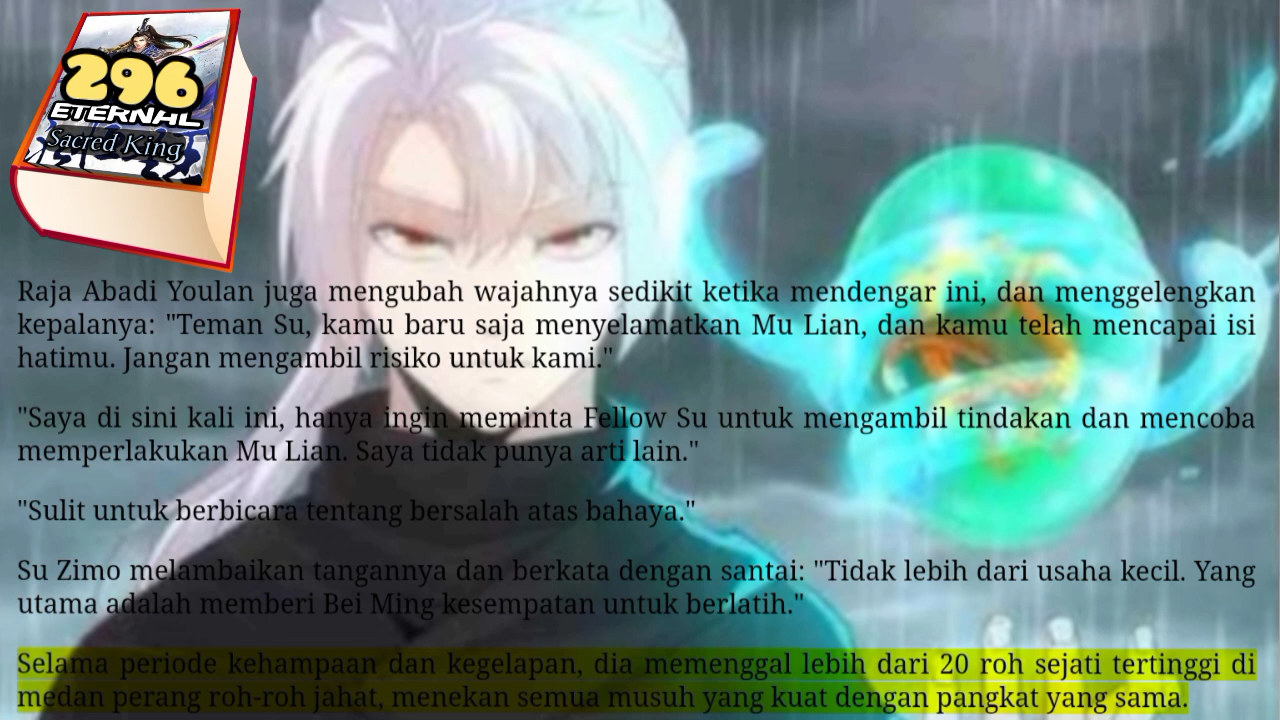 296
ETERNAL
Sacred King
Raja Abadi Youlan juga mengubah wajahnya sedikit ketika mendengar ini, dan menggelengkan
kepalanya: "Teman Su, kamu baru saja menyelamatkan Mu Lian, dan kamu telah mencapai isi
hatimu. Jangan mengambil risiko untuk kami."
"Saya di sini kali ini, hanya ingin meminta Fellow Su untuk mengambil tindakan dan mencoba
memperlakukan Mu Lian. Saya tidak punya arti lain."
"Sulit untuk berbicara tentang bersalah atas bahaya."
Su Zimo melambaikan tangannya dan berkata dengan santai: "Tidak lebih dari usaha kecil. Yang
utama adalah memberi Bei Ming kesempatan untuk berlatih."
Selama periode kehampaan dan kegelapan, dia memenggal lebih dari 20 roh sejati tertinggi di
medan perang roh-roh jahat, menekan semua musuh yang kuat dengan pangkat yang sama.